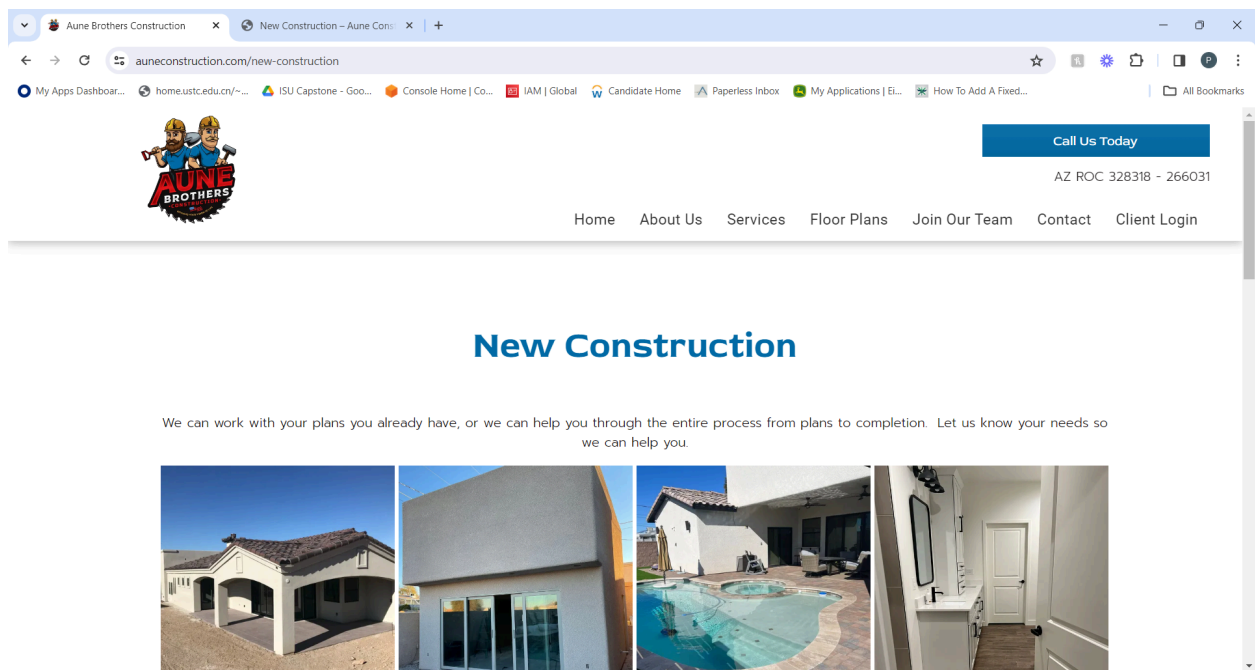 Aune Brothers Construction
New Construction – Aune Cons
auneconstruction.com/new-construction
P
My Apps Dashboar...
home.ustc.edu.cn/~...
ISU Capstone - Goo...
Console Home | Co...
IAM | Global
Candidate Home
Paperless Inbox
My Applications | Ei...
How To Add A Fixed...
All Bookmarks
AUNE
BROTHERS
CONSTRUCTION
Call Us Today
AZ ROC 328318 - 266031
Home About Us Services Floor Plans Join Our Team Contact Client Login
New Construction
We can work with your plans you already have, or we can help you through the entire process from plans to completion. Let us know your needs so
we can help you.